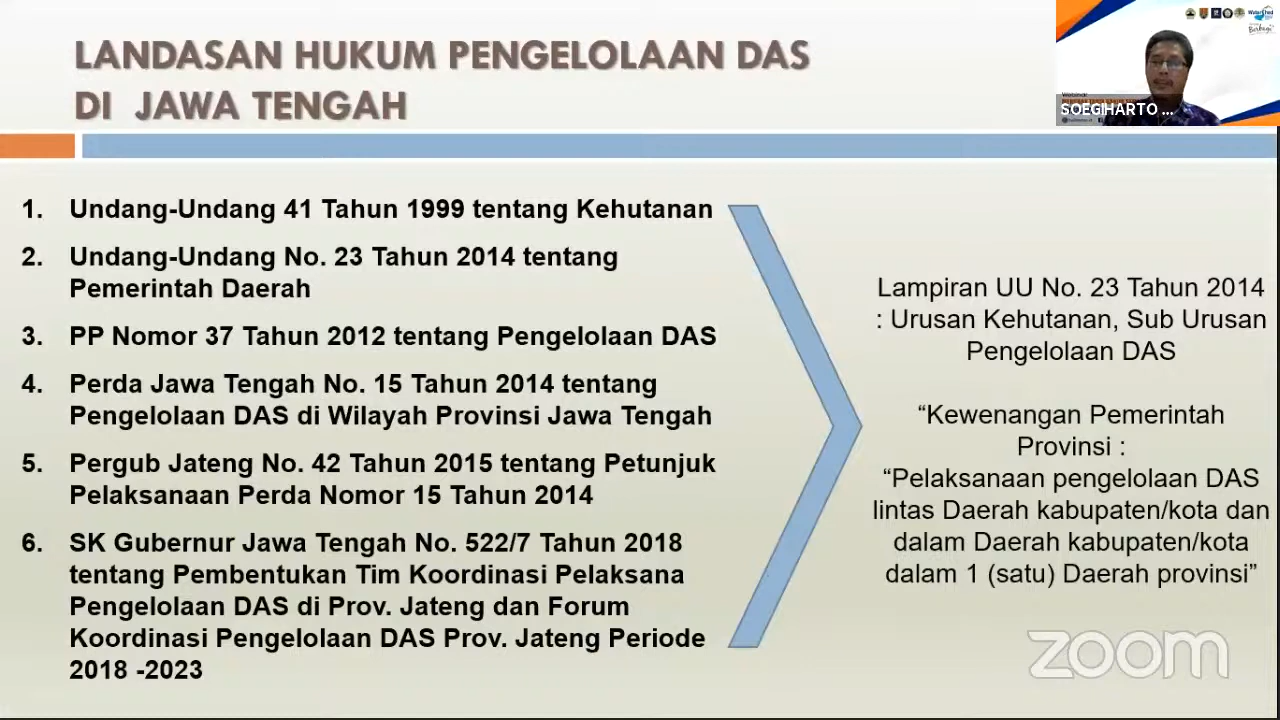 LANDASAN HUKUM PENGELOLAAN DAS
DI JAWA TENGAH
Webinar
SOEGIHARTO ...
1. Undang-Undang 41 Tahun 1999 tentang Kehutanan
2. Undang-Undang No. 23 Tahun 2014 tentang
Pemerintah Daerah
3. PP Nomor 37 Tahun 2012 tentang Pengelolaan DAS
4. Perda Jawa Tengah No. 15 Tahun 2014 tentang
Pengelolaan DAS di Wilayah Provinsi Jawa Tengah
5. Pergub Jateng No. 42 Tahun 2015 tentang Petunjuk
Pelaksanaan Perda Nomor 15 Tahun 2014
6. SK Gubernur Jawa Tengah No. 522/7 Tahun 2018
tentang Pembentukan Tim Koordinasi Pelaksana
Pengelolaan DAS di Prov. Jateng dan Forum
Koordinasi Pengelolaan DAS Prov. Jateng Periode
2018 -2023
Lampiran UU No. 23 Tahun 2014
: Urusan Kehutanan, Sub Urusan
Pengelolaan DAS
“Kewenangan Pemerintah
Provinsi :
“Pelaksanaan pengelolaan DAS
lintas Daerah kabupaten/kota dan
dalam Daerah kabupaten/kota
dalam 1 (satu) Daerah provinsi”
zoom